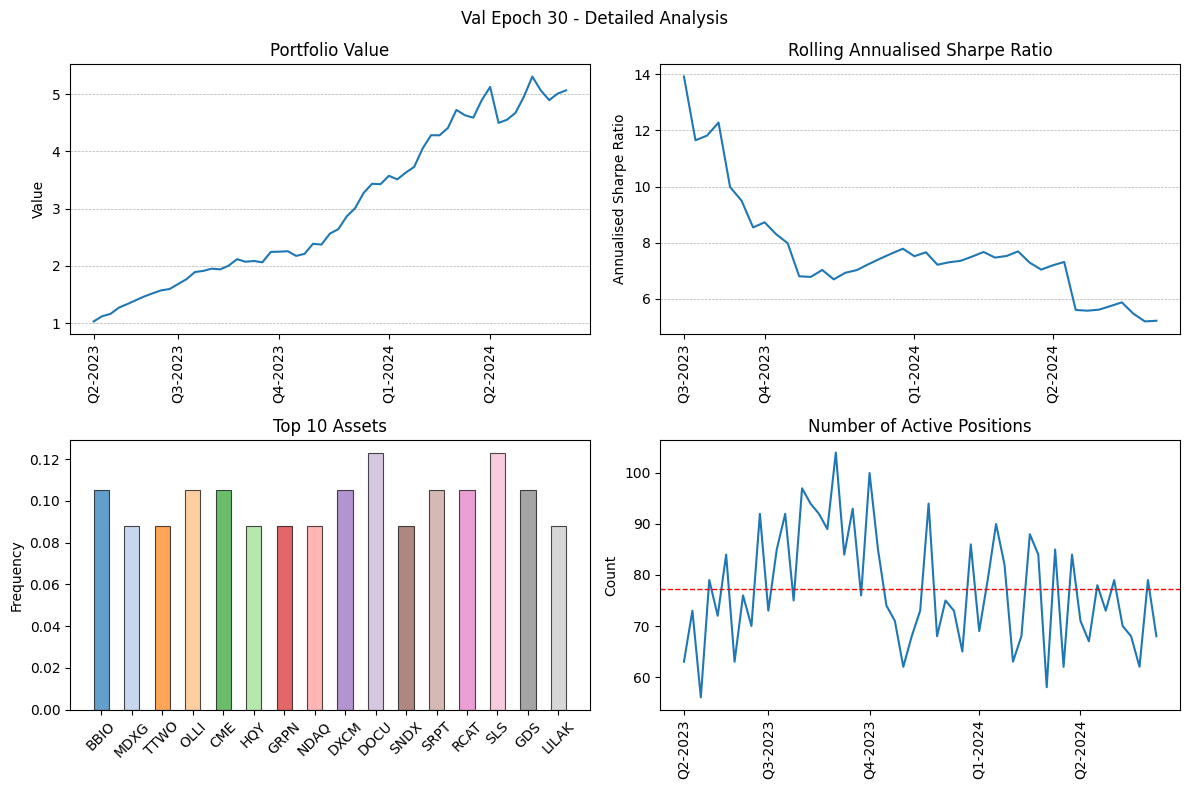 Val Epoch 30 - Detailed Analysis
Portfolio Value
Value
5
4
3
2
1
Q2-2023
Q3-2023
Q4-2023
Q1-2024
Q2-2024
Rolling Annualised Sharpe Ratio
Annualised Sharpe Ratio
14
12
10
8
6
Q3-2023
Q4-2023
Q1-2024
Q2-2024
Top 10 Assets
Frequency
0.12
0.10
0.08
0.06
0.04
0.02
0.00
BBIO
MDXG
TTWO
OLLI
CME
HQY
GRPN
NDAQ
DXCM
DOCU
SNDX
SRPT
RCAT
SLS
GDS
LILAK
Number of Active Positions
Count
100
90
80
70
60
Q2-2023
Q3-2023
Q4-2023
Q1-2024
Q2-2024